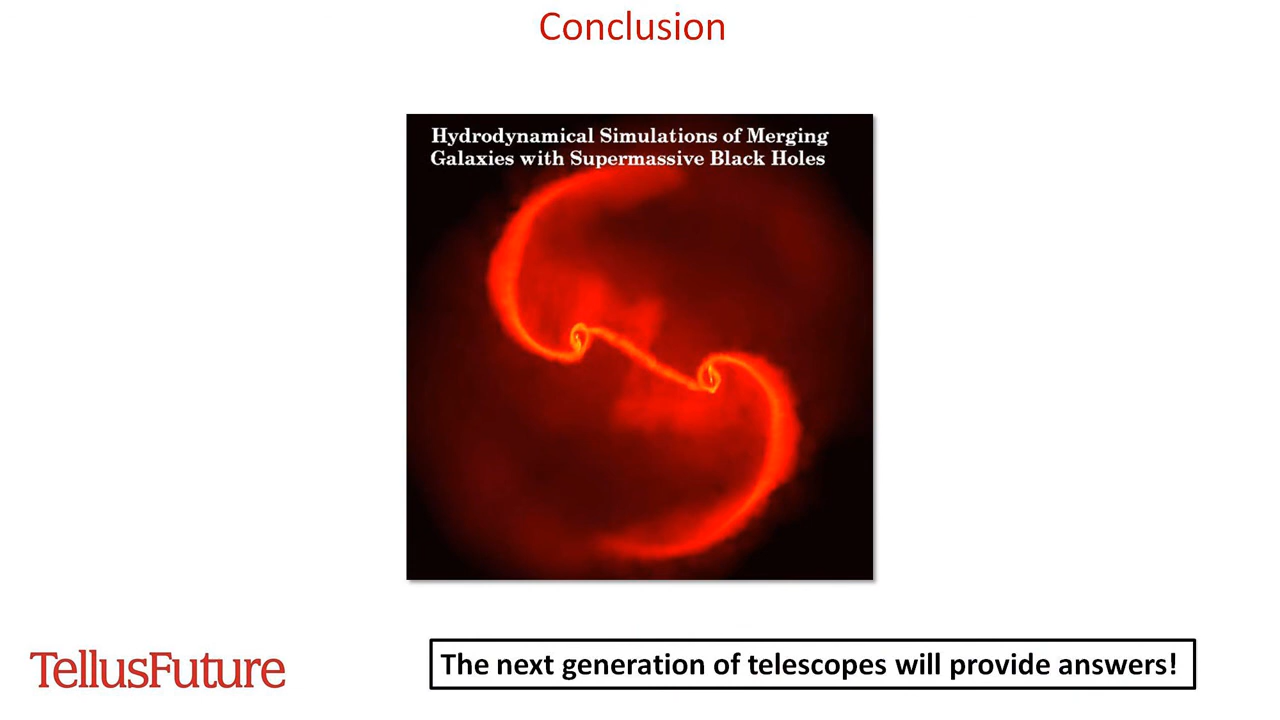 Conclusion
Hydrodynamical Simulations of Merging
Galaxies with Supermassive Black Holes
TellusFuture
The next generation of telescopes will provide answers!